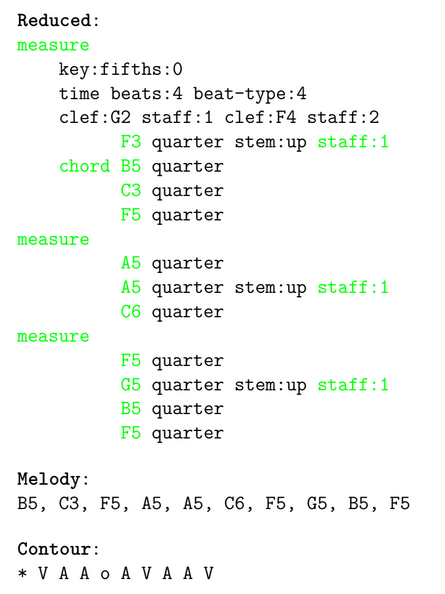 Reduced:
measure
key:fifths:0
time beats:4 beat-type:4
clef:G2 staff:1 clef:F4 staff:2
F3 quarter stem:up staff:1
chord B5 quarter
C3 quarter
F5 quarter
measure
A5 quarter
A5 quarter stem:up staff:1
C6 quarter
measure
F5 quarter
G5 quarter stem:up staff:1
B5 quarter
F5 quarter
Melody:
B5, C3, F5, A5, A5, C6, F5, G5, B5, F5
Contour:
* V A A o A V A A V